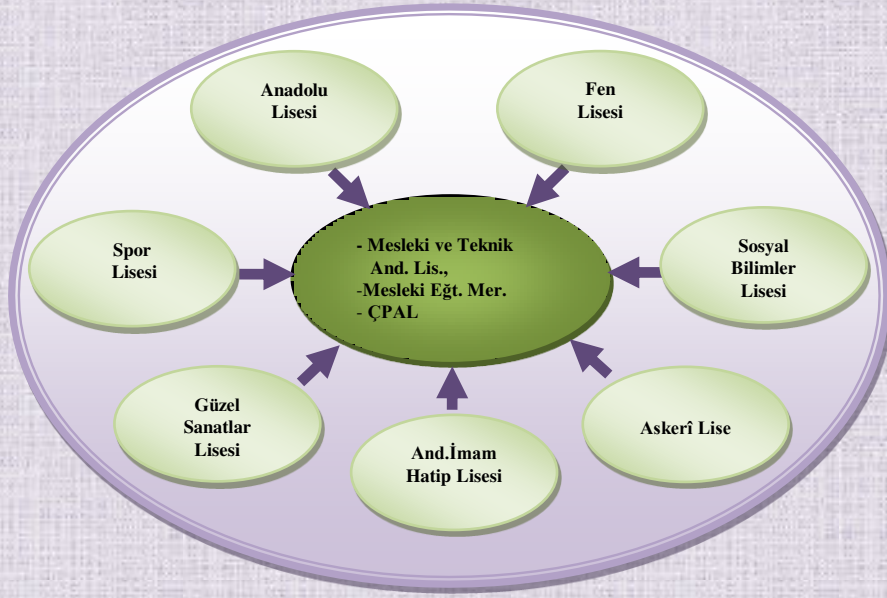 Anadolu
Lisesi
Fen
Lisesi
Spor
Lisesi
- Mesleki ve Teknik
And. Lis.,
-Mesleki Eğt. Mer.
- ÇPAL
Sosyal
Bilimler
Lisesi
Güzel
Sanatlar
Lisesi
And.İmam
Hatip Lisesi
Askerî Lise